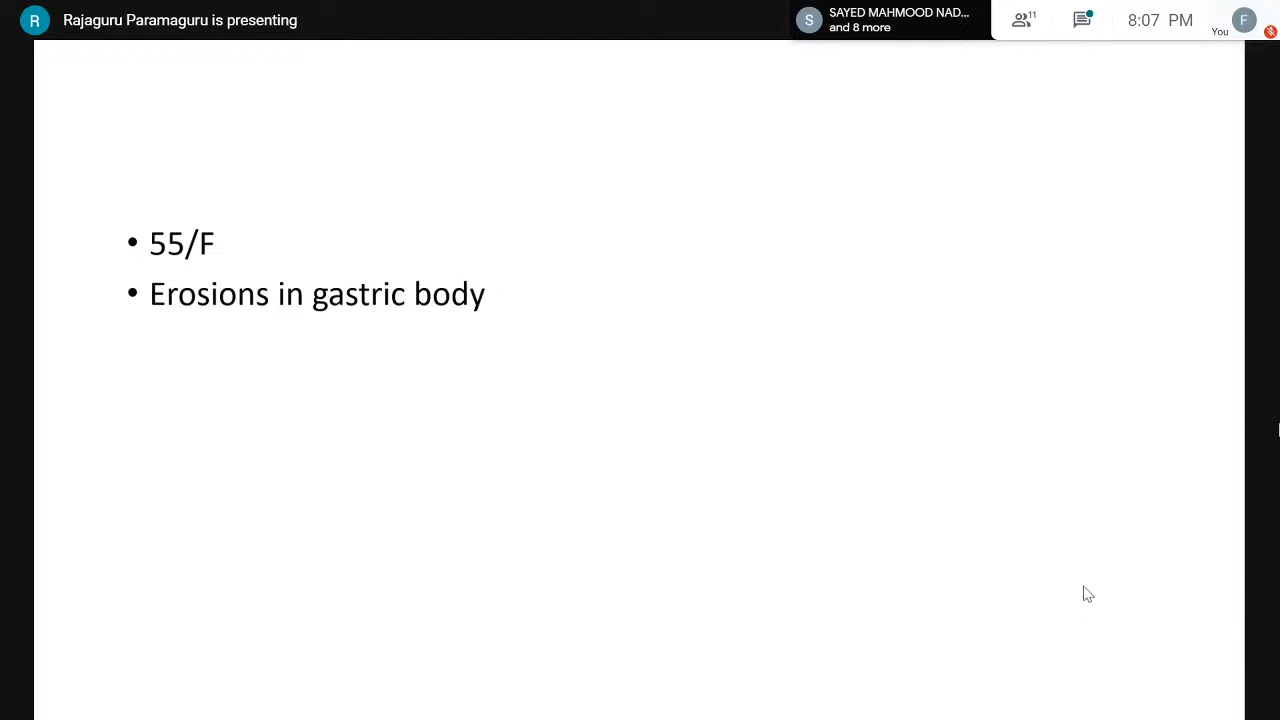 R Rajaguru Paramaguru is presenting
S SAYED MAHMOOD NAD...
and 8 more
11
8:07 PM
You
F
• 55/F
• Erosions in gastric body